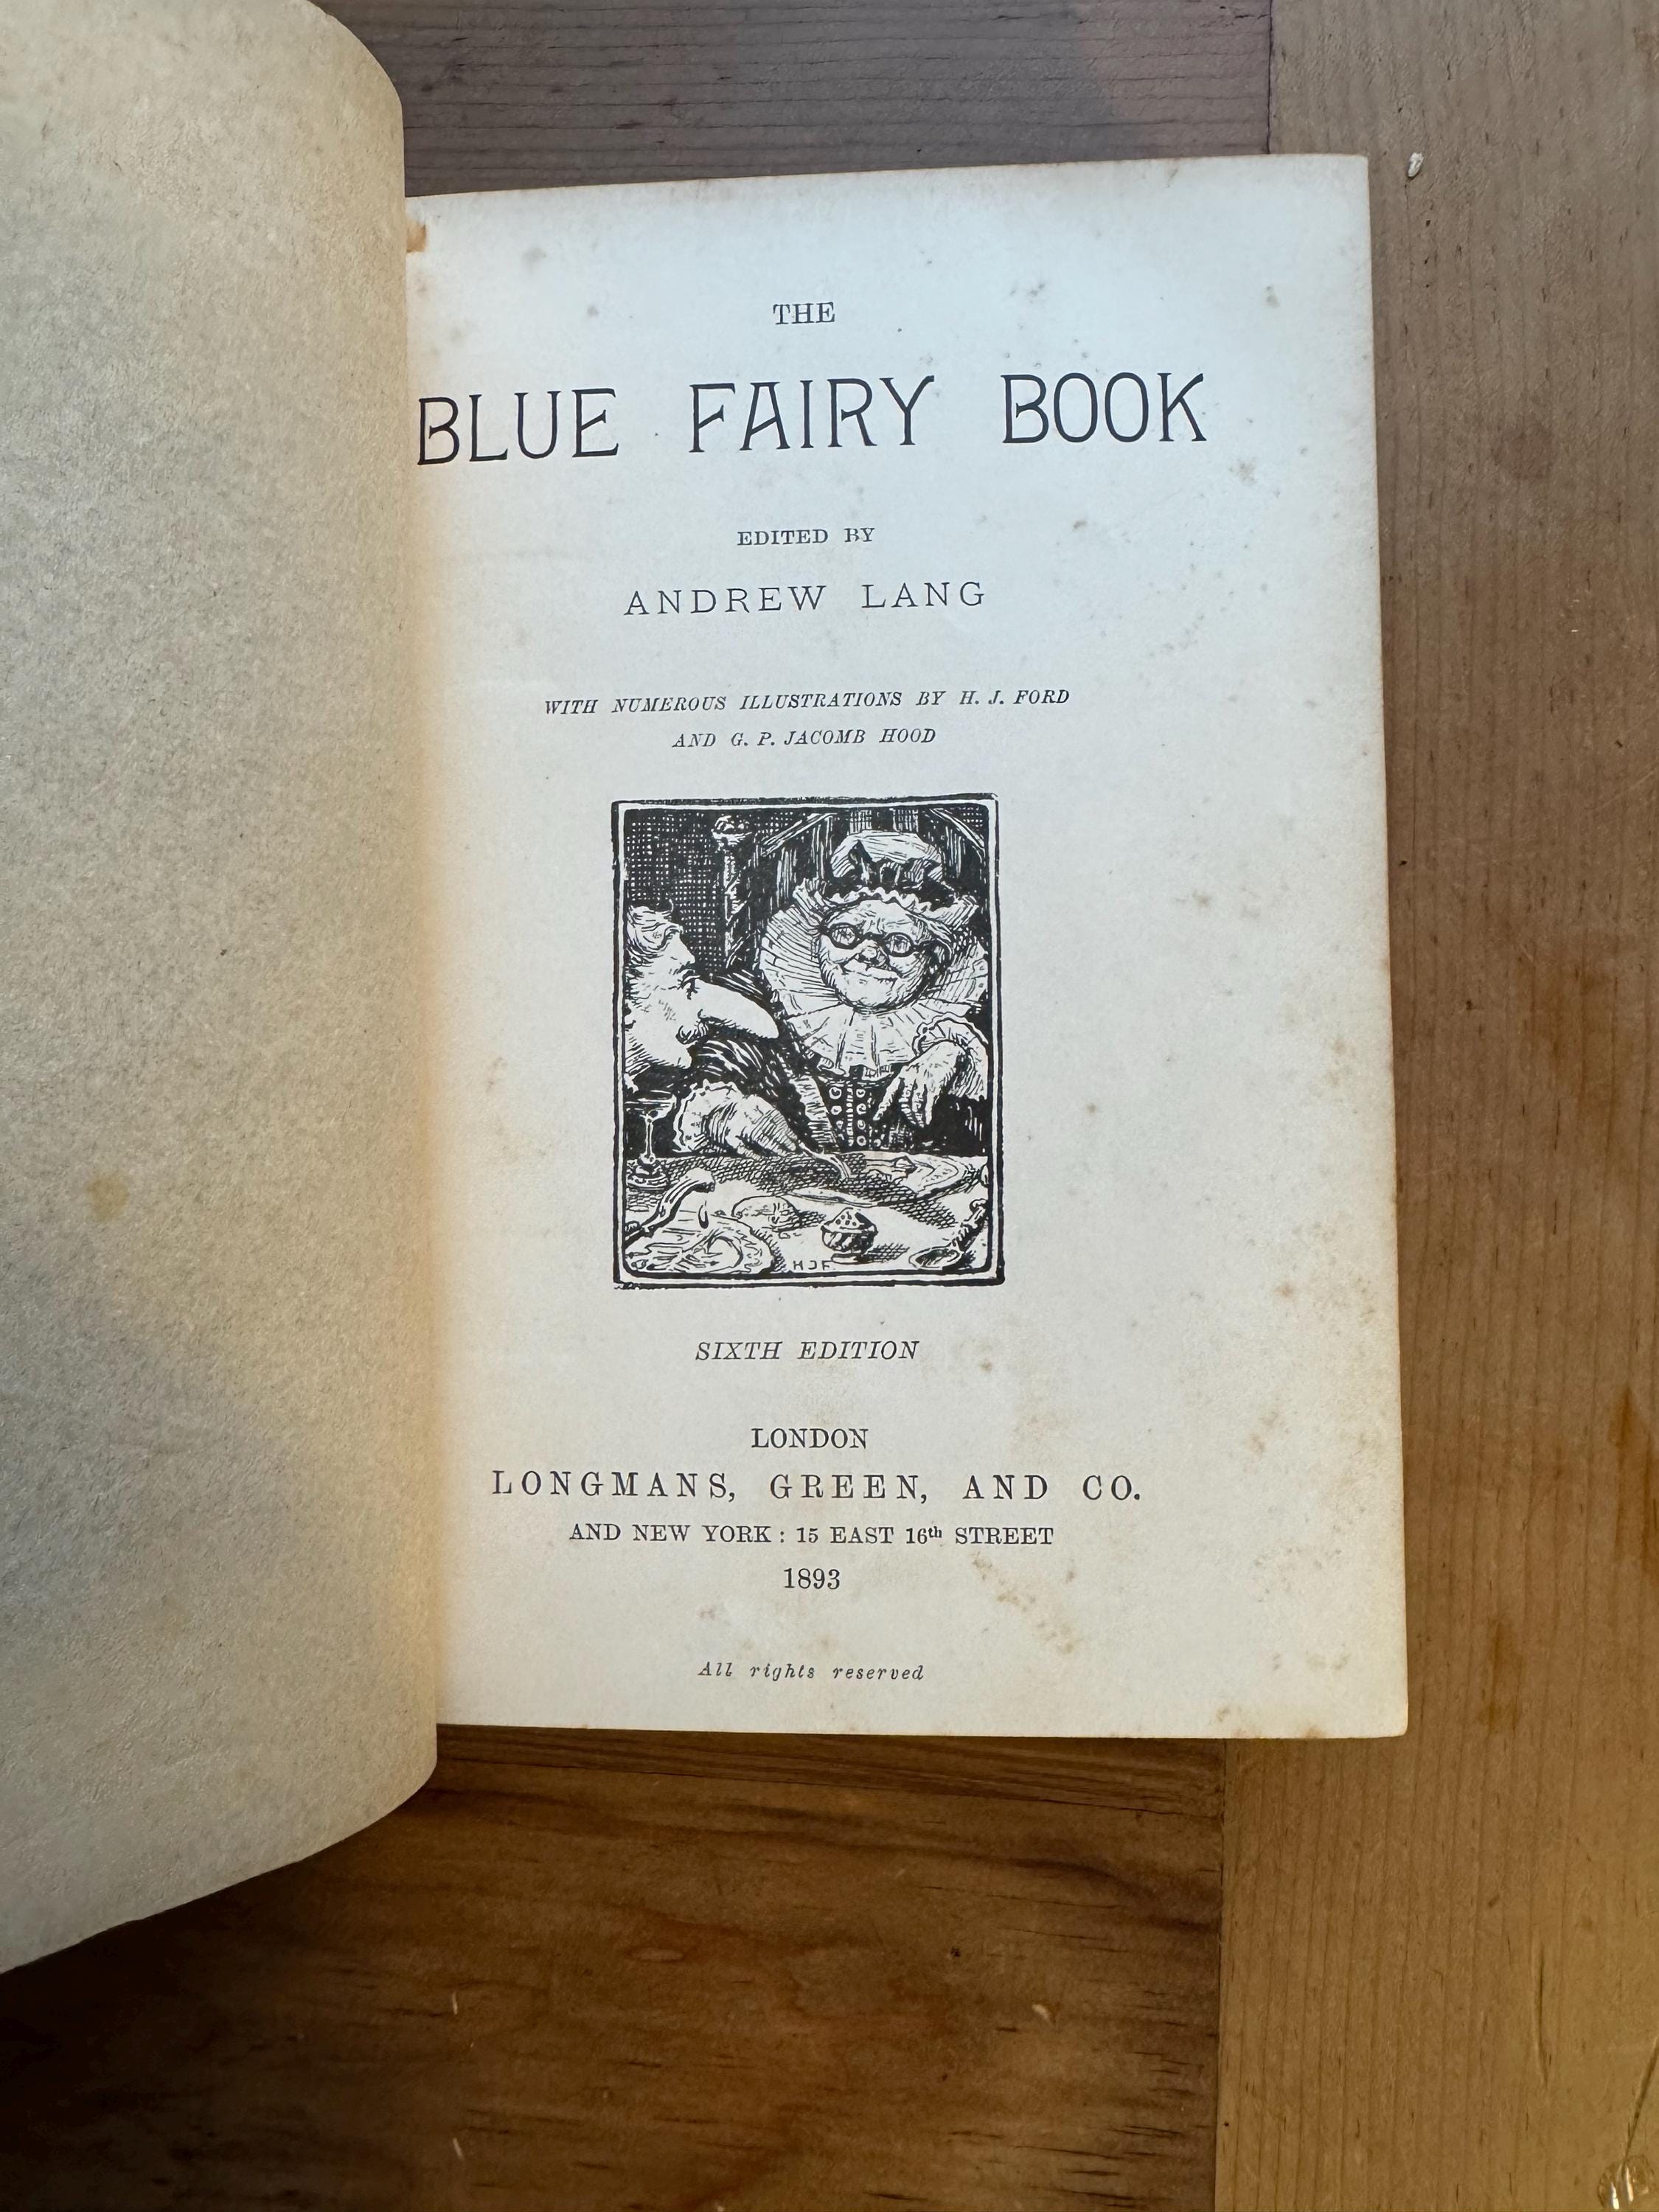 THE
BLUE FAIRY BOOK
EDITED BY
ANDREW LANG
WITH NUMEROUS ILLUSTRATIONS BY H. J. FORD
AND G. P. JACOMB HOOD
HJF
SIXTH EDITION
LONDON
LONGMANS, GREEN, AND CO.
AND NEW YORK : 15 EAST 16th STREET
1893
All rights reserved